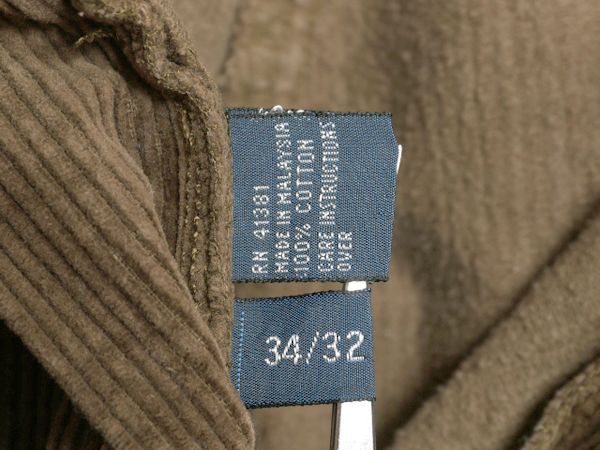 RN 41381
MADE IN MALAYSIA
100% COTTON
CARE INSTRUCTIONS
OVER
34/32